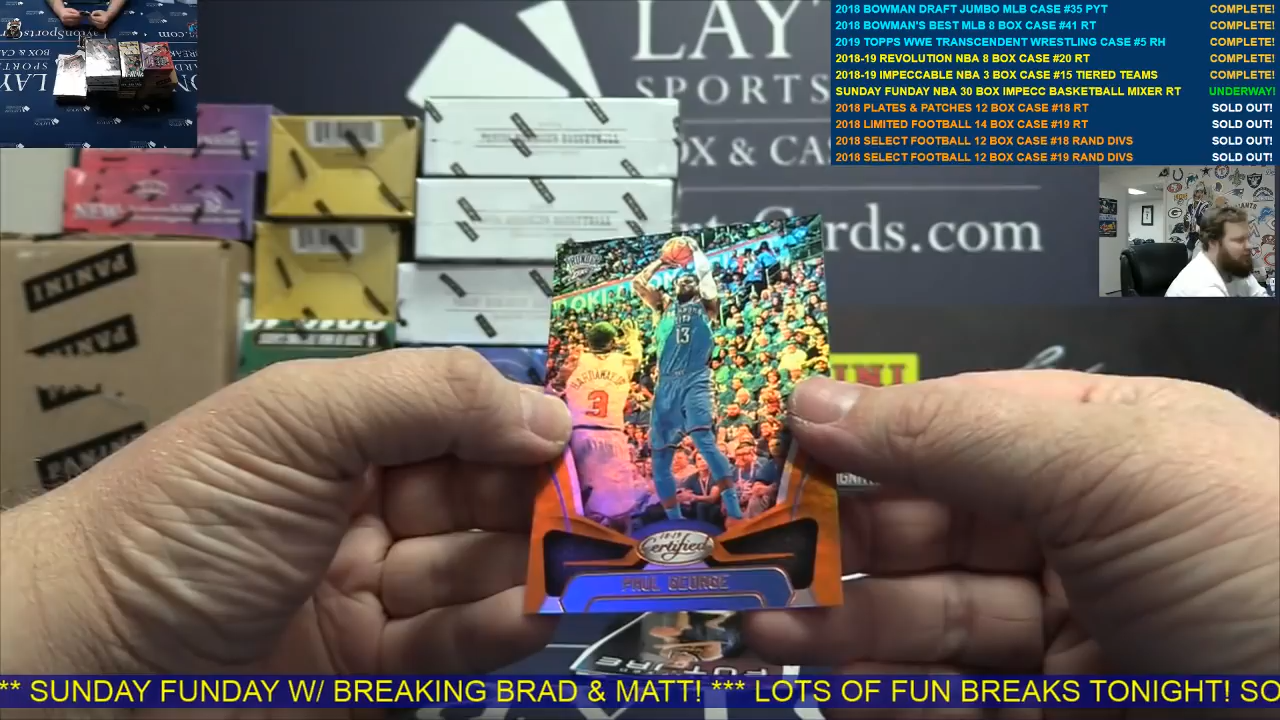 2018 BOWMAN DRAFT JUMBO MLB CASE #35 PYT COMPLETE!
2018 BOWMAN'S BEST MLB 8 BOX CASE #41 RT COMPLETE!
2019 TOPPS WWE TRANSCENDENT WRESTLING CASE #5 RH COMPLETE!
2018-19 REVOLUTION NBA 8 BOX CASE #20 RT COMPLETE!
2018-19 IMPECCABLE NBA 3 BOX CASE #15 TIERED TEAMS COMPLETE!
SUNDAY FUNDAY NBA 30 BOX IMPECC BASKETBALL MIXER RT UNDERWAY!
2018 PLATES & PATCHES 12 BOX CASE #18 RT SOLD OUT!
2018 LIMITED FOOTBALL 14 BOX CASE #19 RT SOLD OUT!
2018 SELECT FOOTBALL 12 BOX CASE #18 RAND DIVS SOLD OUT!
2018 SELECT FOOTBALL 12 BOX CASE #19 RAND DIVS SOLD OUT!
LAYT
SPORTS
OX & CA
rds.com
PANINI
PANINI
13
3
18-19
Certified
PAUL GEORGE
FUTURE
** SUNDAY FUNDAY W/ BREAKING BRAD & MATT! *** LOTS OF FUN BREAKS TONIGHT! SO